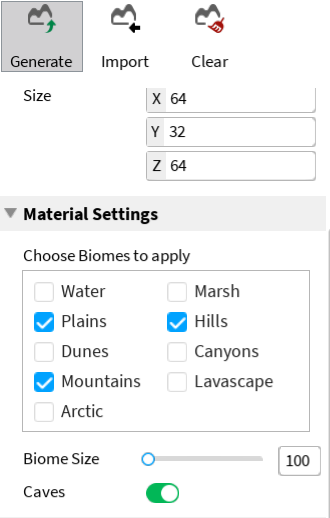 Generate Import Clear
Size
X 64
Y 32
Z 64
Material Settings
Choose Biomes to apply
Water Marsh
Plains Hills
Dunes Canyons
Mountains Lavascape
Arctic
Biome Size 100
Caves